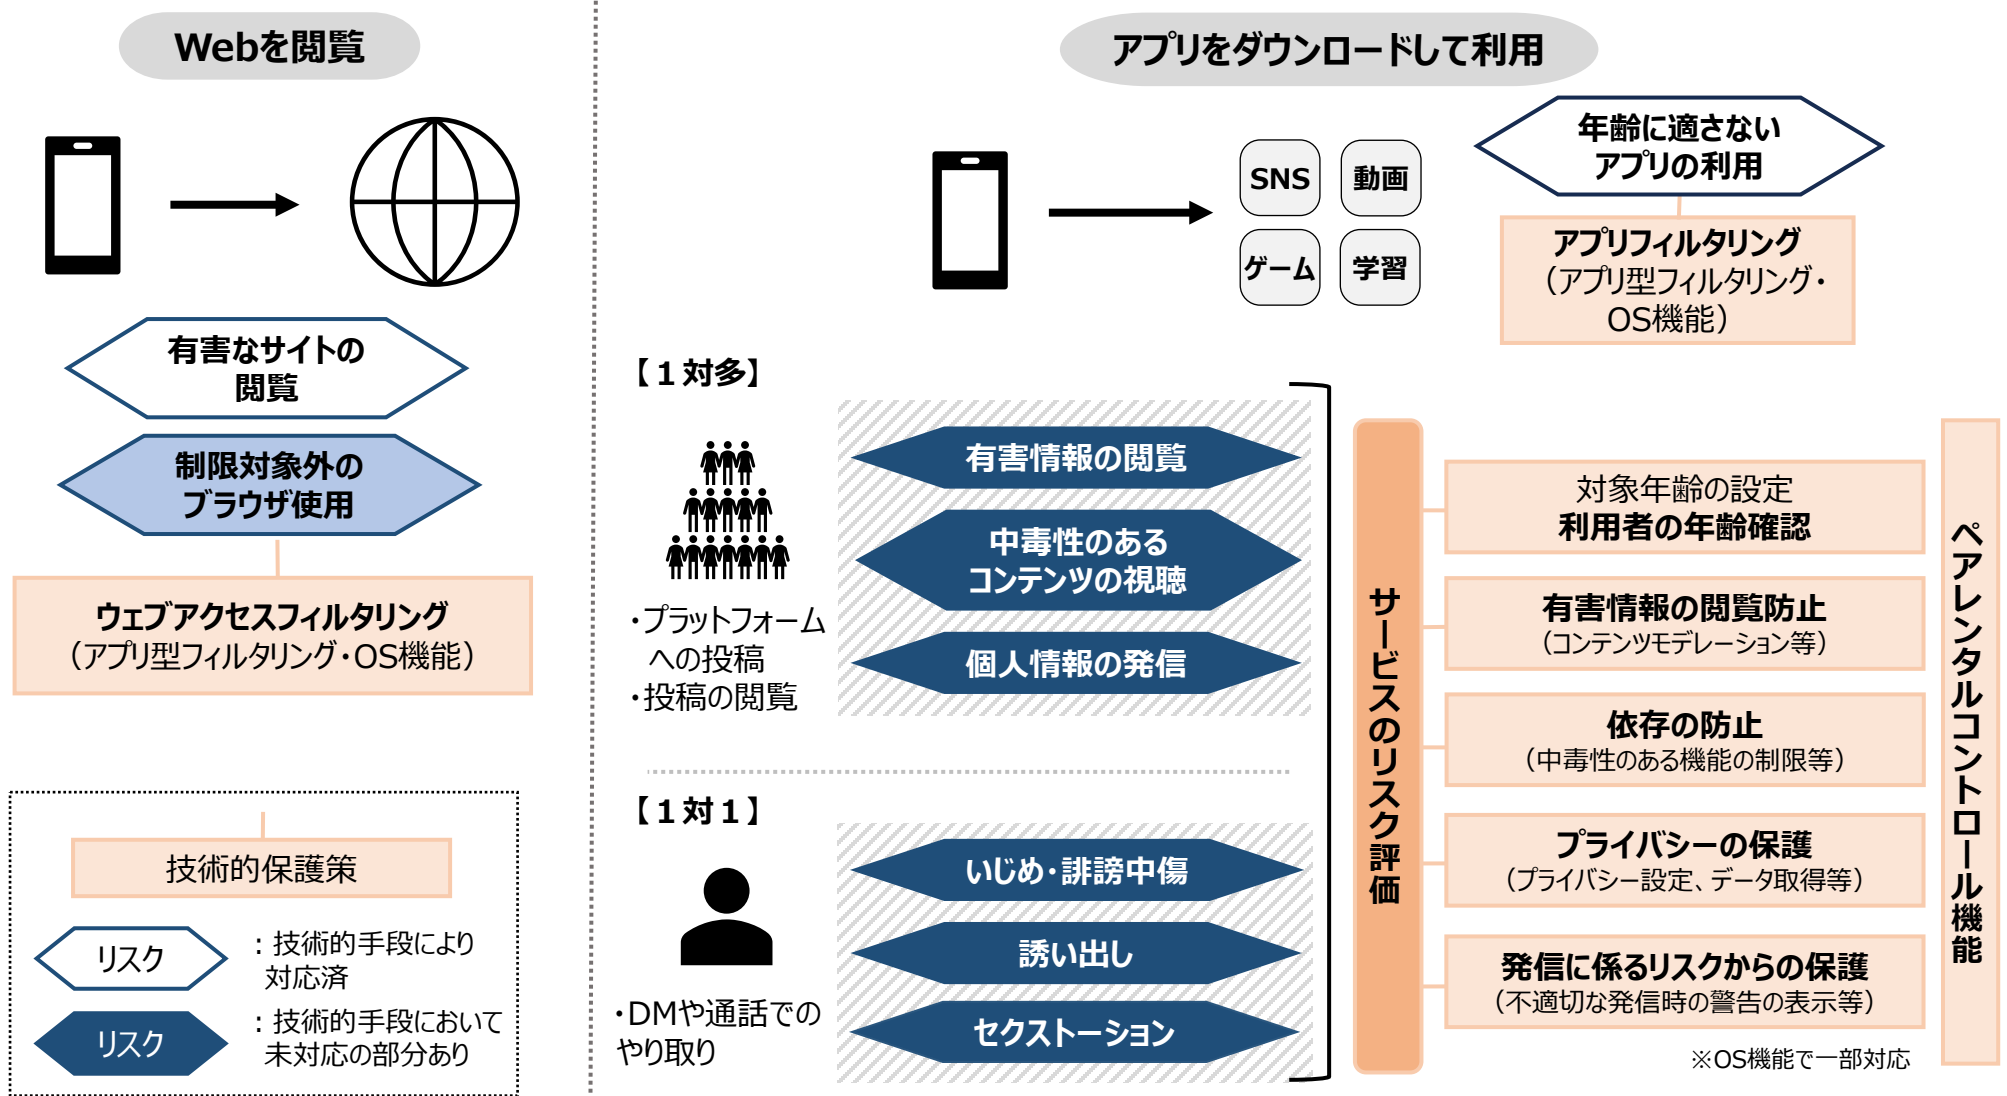 Webを閲覧
有害なサイトの
閲覧
制限対象外の
ブラウザ使用
ウェブアクセスフィルタリング
（アプリ型フィルタリング・OS機能）
技術的保護策
リスク
：技術的手段により
対応済
リスク
：技術的手段において
未対応の部分あり
アプリをダウンロードして利用
SNS
動画
ゲーム
学習
年齢に適さない
アプリの利用
アプリフィルタリング
（アプリ型フィルタリング・
OS機能）
【１対多】
・プラットフォーム
への投稿
・投稿の閲覧
有害情報の閲覧
中毒性のある
コンテンツの視聴
個人情報の発信
【１対１】
・DMや通話での
やり取り
いじめ・誹謗中傷
誘い出し
セクストーション
サービスのリスク評価
対象年齢の設定
利用者の年齢確認
有害情報の閲覧防止
（コンテンツモデレーション等）
依存の防止
（中毒性のある機能の制限等）
プライバシーの保護
（プライバシー設定、データ取得等）
発信に係るリスクからの保護
（不適切な発信時の警告の表示等）
※OS機能で一部対応
ペアレンタルコントロール機能